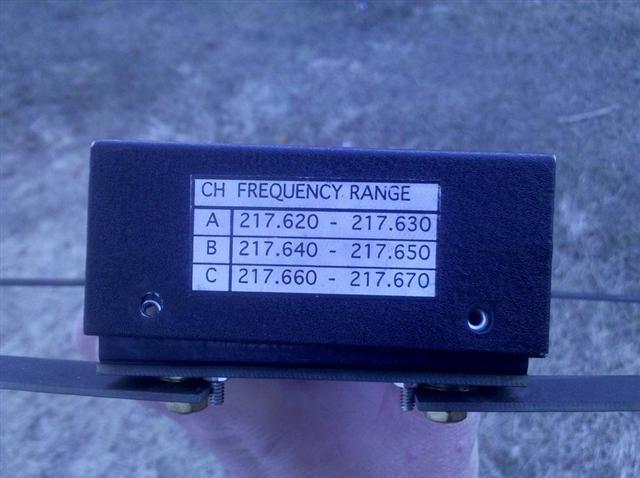 CH FREQUENCY RANGE
A 217.620 - 217.630
B 217.640 - 217.650
C 217.660 - 217.670